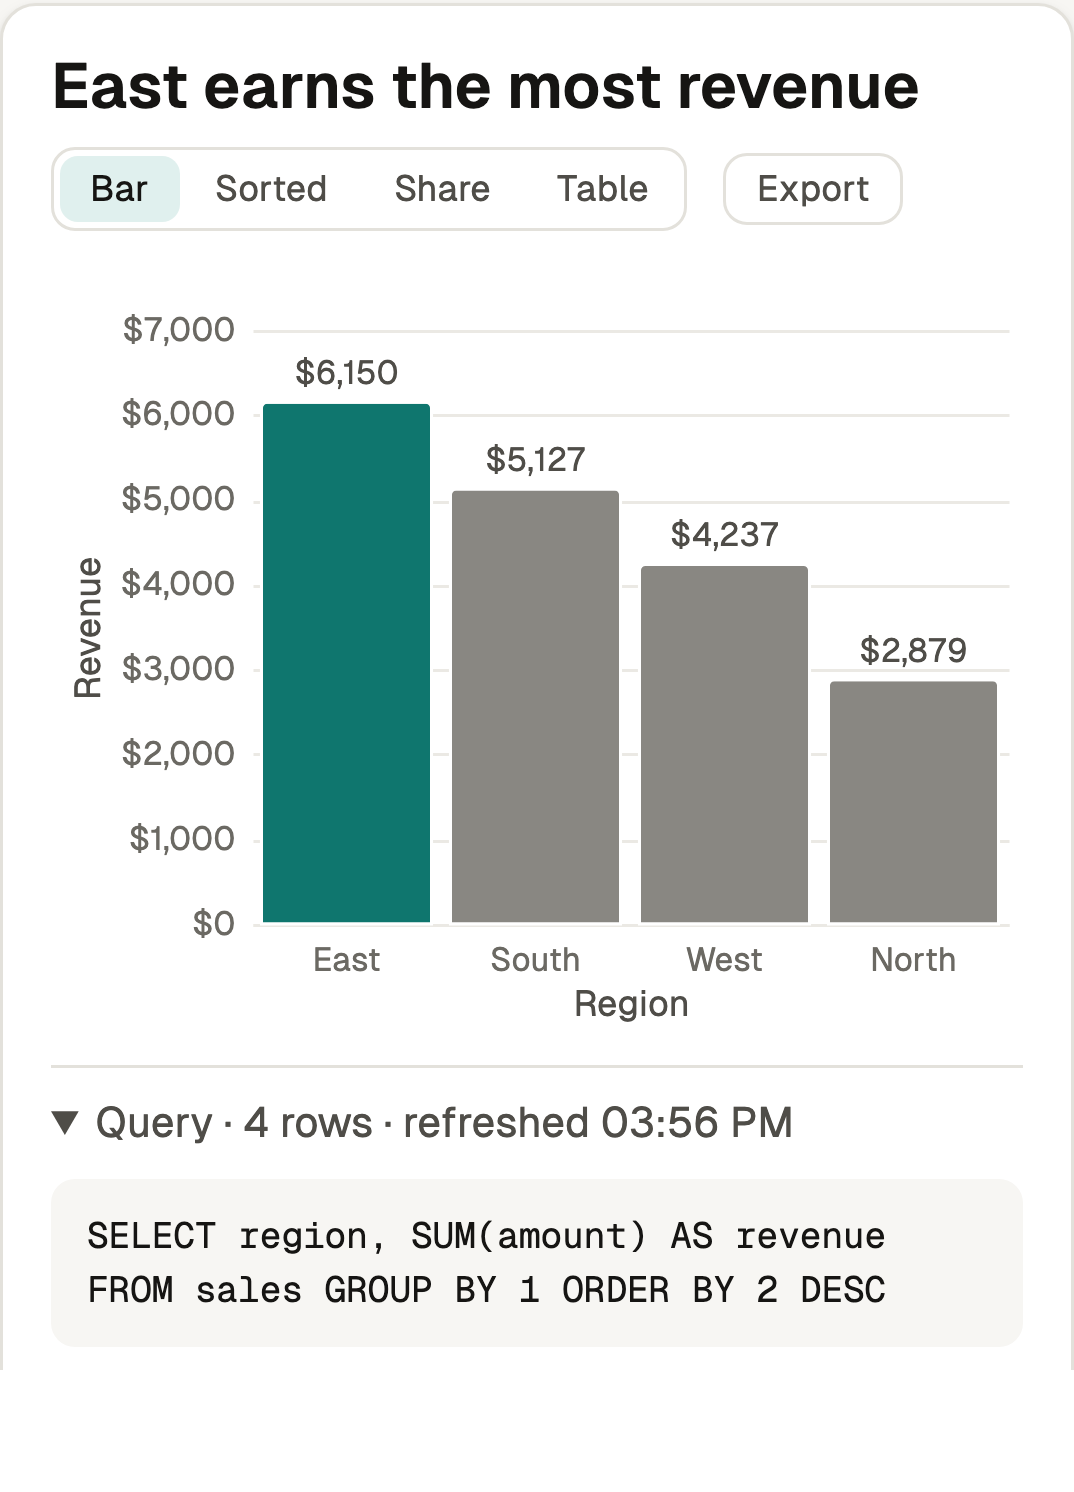 East earns the most revenue
Bar Sorted Share Table Export
$7,000
$6,150
$6,000
$5,127
$5,000
$4,237
$4,000
$3,000
$2,879
$2,000
$1,000
$0
Revenue
East South West North
Region
▼ Query · 4 rows · refreshed 03:56 PM
SELECT region, SUM(amount) AS revenue
FROM sales GROUP BY 1 ORDER BY 2 DESC